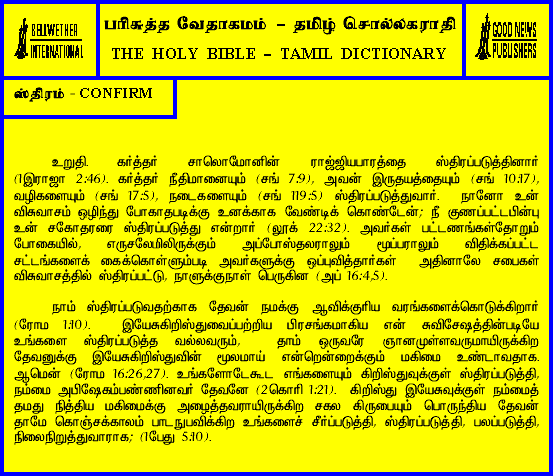 BELLWETHER
INTERNATIONAL
பரிசுத்த வேதாகமம் – தமிழ் சொல்லகராதி
THE HOLY BIBLE – TAMIL DICTIONARY
GOOD NEWS
PUBLISHERS
ஸ்திரம் - CONFIRM
உறுதி. கர்த்தர் சாலொமோனின் ராஜ்ஜியபாரத்தை ஸ்திரப்படுத்தினார்
(1இராஜா 2:46). கர்த்தர் நீதிமானையும் (சங் 7:9), அவன் இருதயத்தையும் (சங் 10:17),
வழிகளையும் (சங் 17:5), நடைகளையும் (சங் 119:5) ஸ்திரப்படுத்துவார். நானோ உன்
விசுவாசம் ஒழிந்து போகாதபடிக்கு உனக்காக வேண்டிக் கொண்டேன்; நீ குணப்பட்டபின்பு
உன் சகோதரரை ஸ்திரப்படுத்து என்றார் (லூக் 22:32). அவர்கள் பட்டணங்கள்தோறும்
போகையில், எருசலேமிலிருக்கும் அப்போஸ்தலராலும் மூப்பராலும் விதிக்கப்பட்ட
சட்டங்களைக் கைக்கொள்ளும்படி அவர்களுக்கு ஒப்புவித்தார்கள் அதினாலே சபைகள்
விசுவாசத்தில் ஸ்திரப்பட்டு, நாளுக்குநாள் பெருகின (அப் 16:4,5).
நாம் ஸ்திரப்படுவதற்காக தேவன் நமக்கு ஆவிக்குரிய வரங்களைக்கொடுக்கிறார்
(ரோம 1:10). இயேசுகிறிஸ்துவைப்பற்றிய பிரசங்கமாகிய என் சுவிசேஷத்தின்படியே
உங்களை ஸ்திரப்படுத்த வல்லவரும், தாம் ஒருவரே ஞானமுள்ளவருமாயிருக்கிற
தேவனுக்கு இயேசுகிறிஸ்துவின் மூலமாய் என்றென்றைக்கும் மகிமை உண்டாவதாக.
ஆமென் (ரோம 16:26,27). உங்களோடேகூட எங்களையும் கிறிஸ்துவுக்குள் ஸ்திரப்படுத்தி,
நம்மை அபிஷேகம்பண்ணினவர் தேவனே (2கொரி 1:21). கிறிஸ்து இயேசுவுக்குள் நம்மைத்
தமது நித்திய மகிமைக்கு அழைத்தவராயிருக்கிற சகல கிருபையும் பொருந்திய தேவன்
தாமே கொஞ்சக்காலம் பாடநுபவிக்கிற உங்களைச் சீர்ப்படுத்தி, ஸ்திரப்படுத்தி, பலப்படுத்தி,
நிலைநிறுத்துவாராக; (1பேது 5:10).